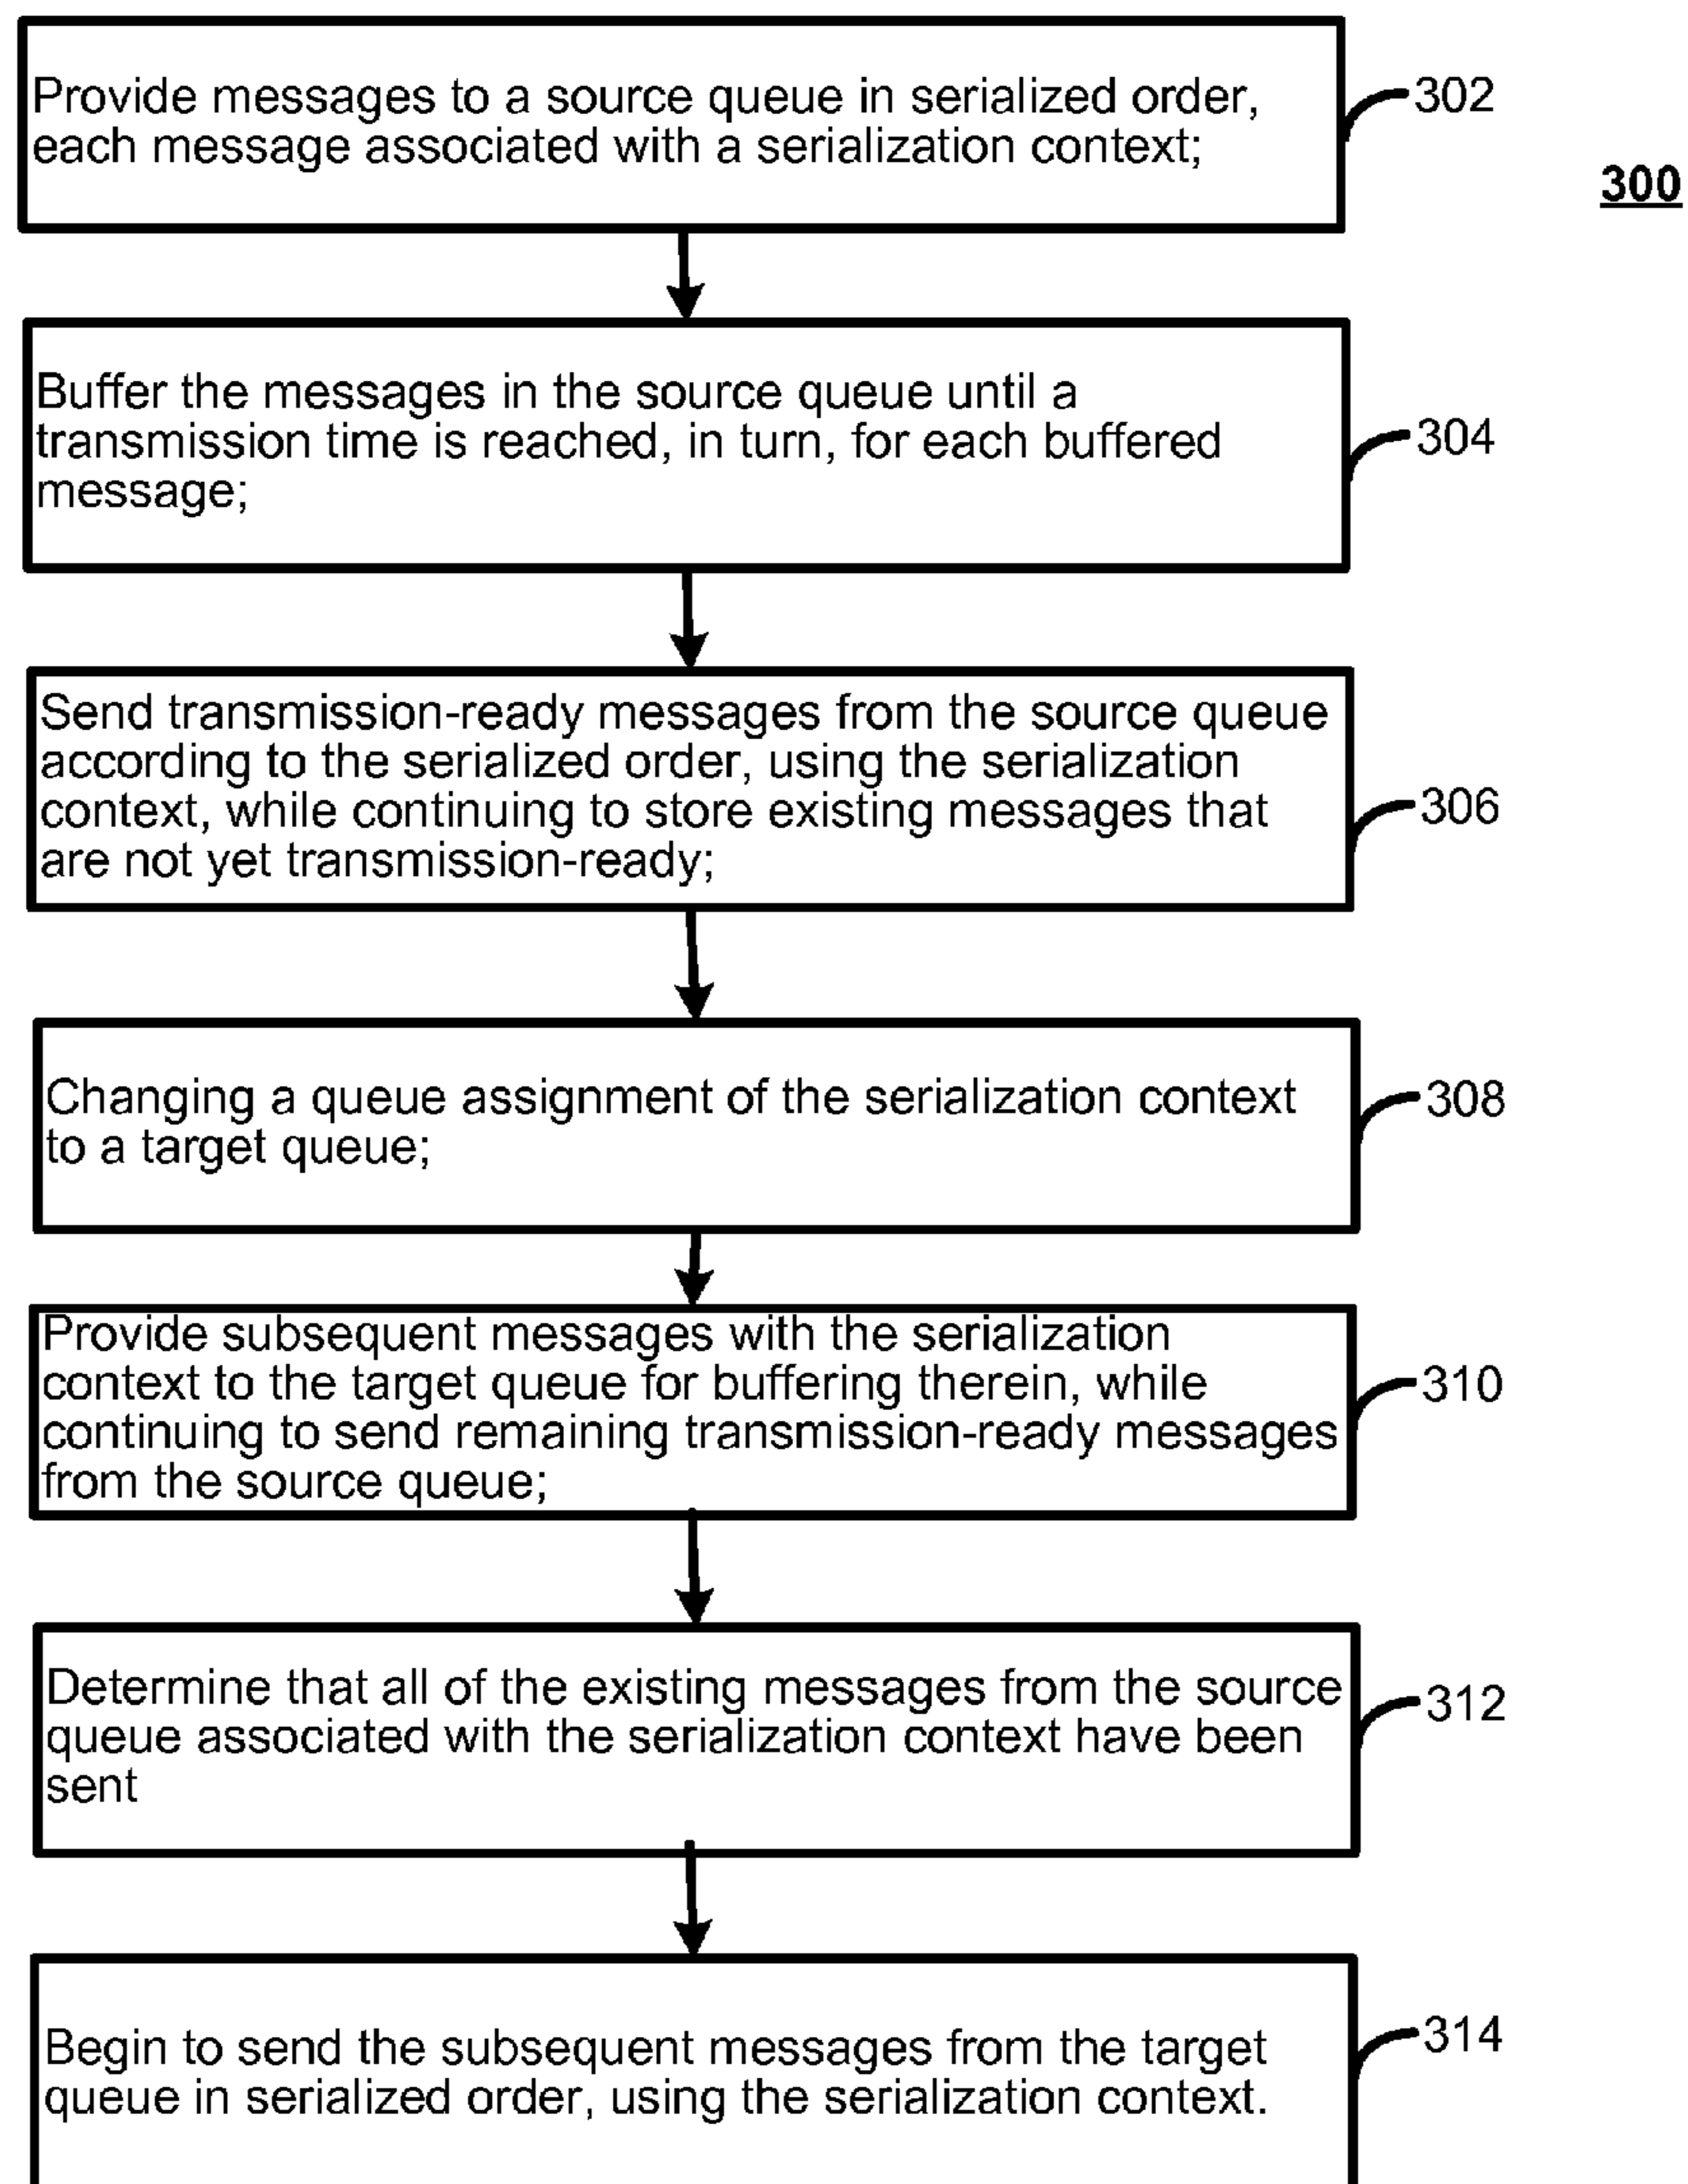 Provide messages to a source queue in serialized order,
each message associated with a serialization context;
302
300
Buffer the messages in the source queue until a
transmission time is reached, in turn, for each buffered
message;
304
Send transmission-ready messages from the source queue
according to the serialized order, using the serialization
context, while continuing to store existing messages that
are not yet transmission-ready;
306
Changing a queue assignment of the serialization context
to a target queue;
308
Provide subsequent messages with the serialization
context to the target queue for buffering therein, while
continuing to send remaining transmission-ready messages
from the source queue;
310
Determine that all of the existing messages from the source
queue associated with the serialization context have been
sent
312
Begin to send the subsequent messages from the target
queue in serialized order, using the serialization context.
314